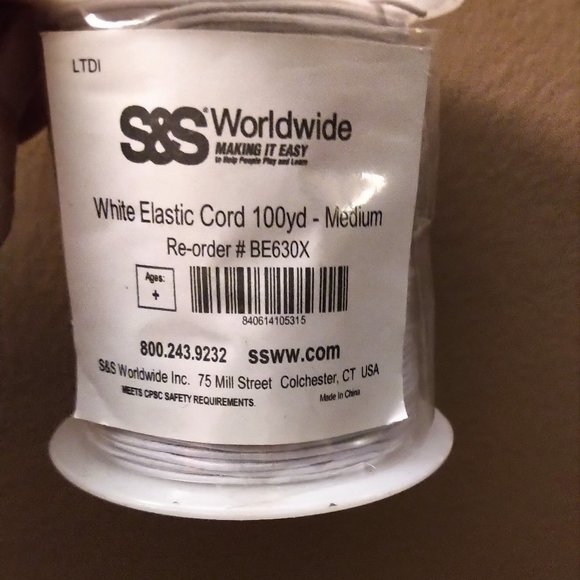 LTDI
S&S® Worldwide
MAKING IT EASY
to Help People Play and Learn
White Elastic Cord 100yd - Medium
Re-order # BE630X
Ages:
+
840614105315
800.243.9232 ssww.com
S&S Worldwide Inc. 75 Mill Street Colchester, CT USA
MEETS CPSC SAFETY REQUIREMENTS. Made in China